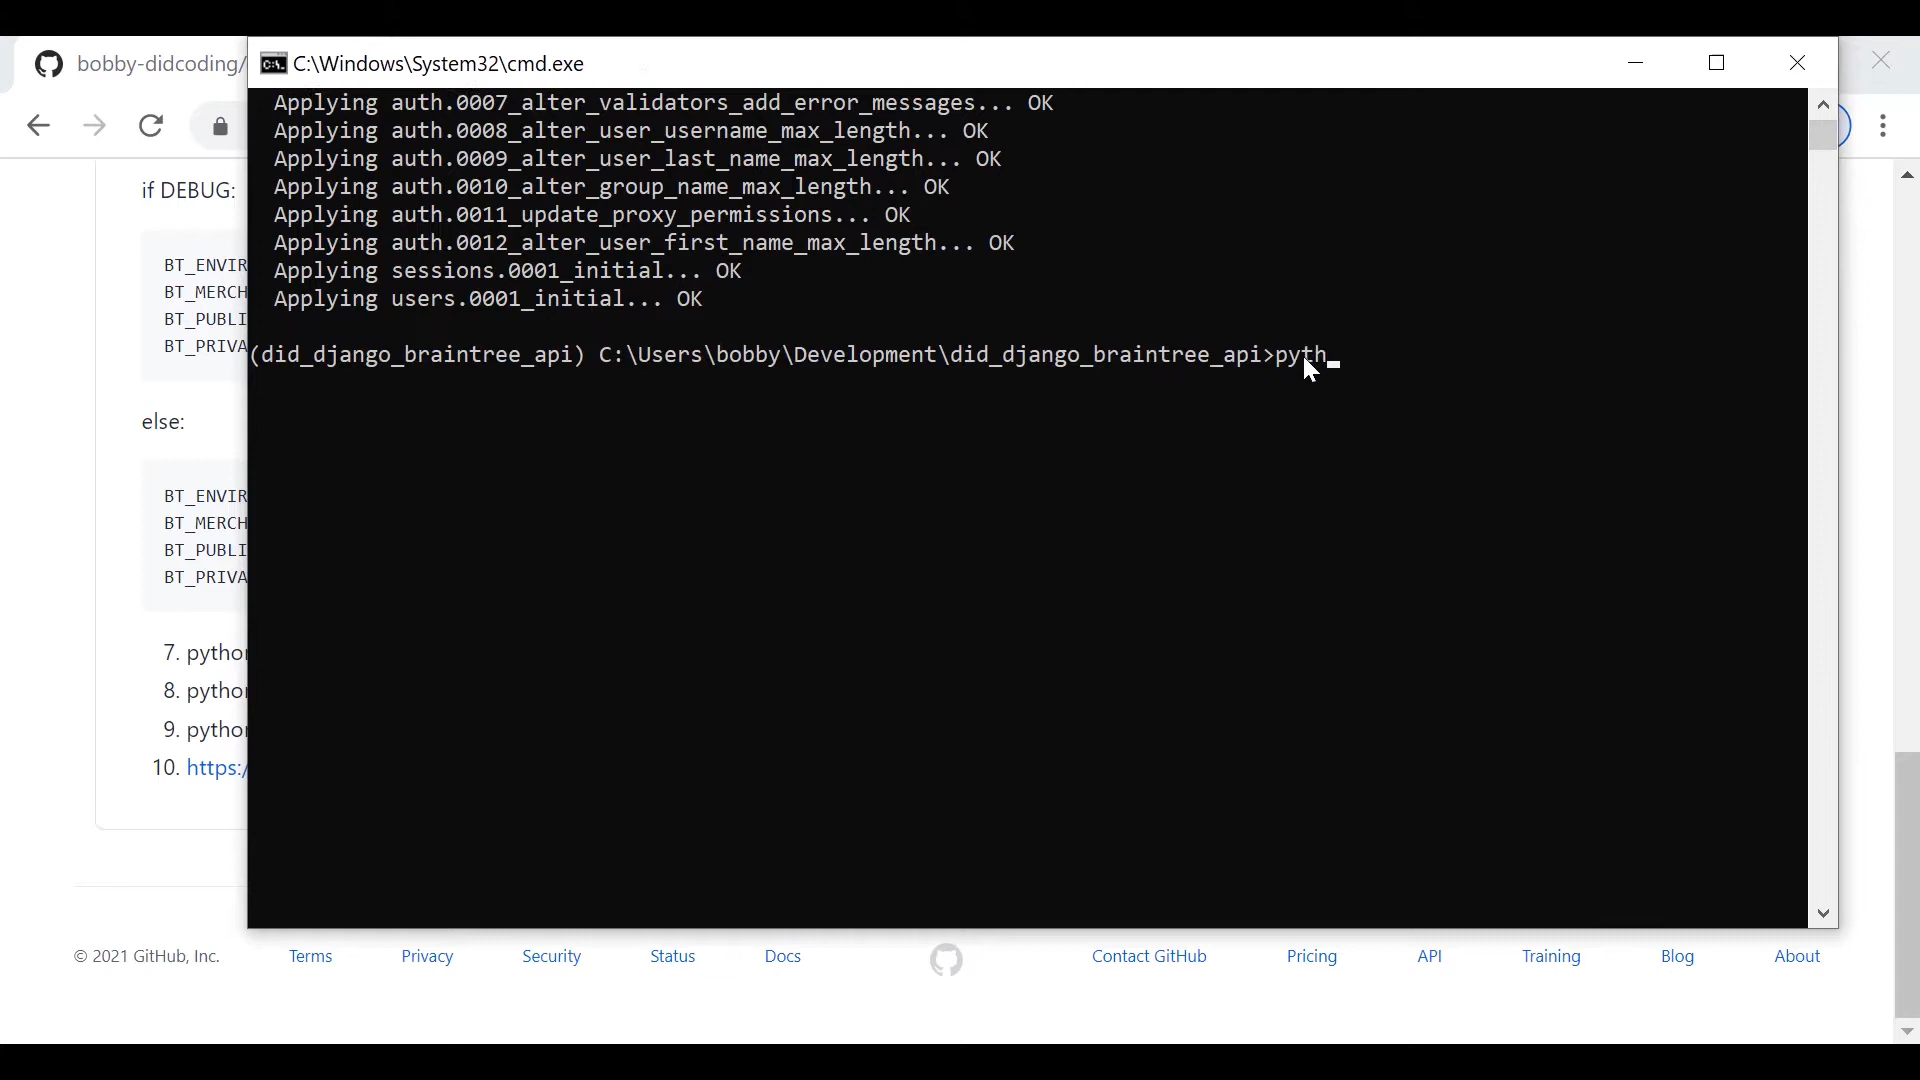 bobby-didcoding/
C:\Windows\System32\cmd.exe
Applying auth.0007_alter_validators_add_error_messages... OK
Applying auth.0008_alter_user_username_max_length... OK
Applying auth.0009_alter_user_last_name_max_length... OK
Applying auth.0010_alter_group_name_max_length... OK
Applying auth.0011_update_proxy_permissions... OK
Applying auth.0012_alter_user_first_name_max_length... OK
Applying sessions.0001_initial... OK
Applying users.0001_initial... OK
(did_django_braintree_api) C:\Users\bobby\Development\did_django_braintree_api>pyth
if DEBUG:
BT_ENVIR
BT_MERCH
BT_PUBLI
BT_PRIVA
else:
BT_ENVIR
BT_MERCH
BT_PUBLI
BT_PRIVA
7. python
8. python
9. python
10. https:/
© 2021 GitHub, Inc. Terms Privacy Security Status Docs Contact GitHub Pricing API Training Blog About